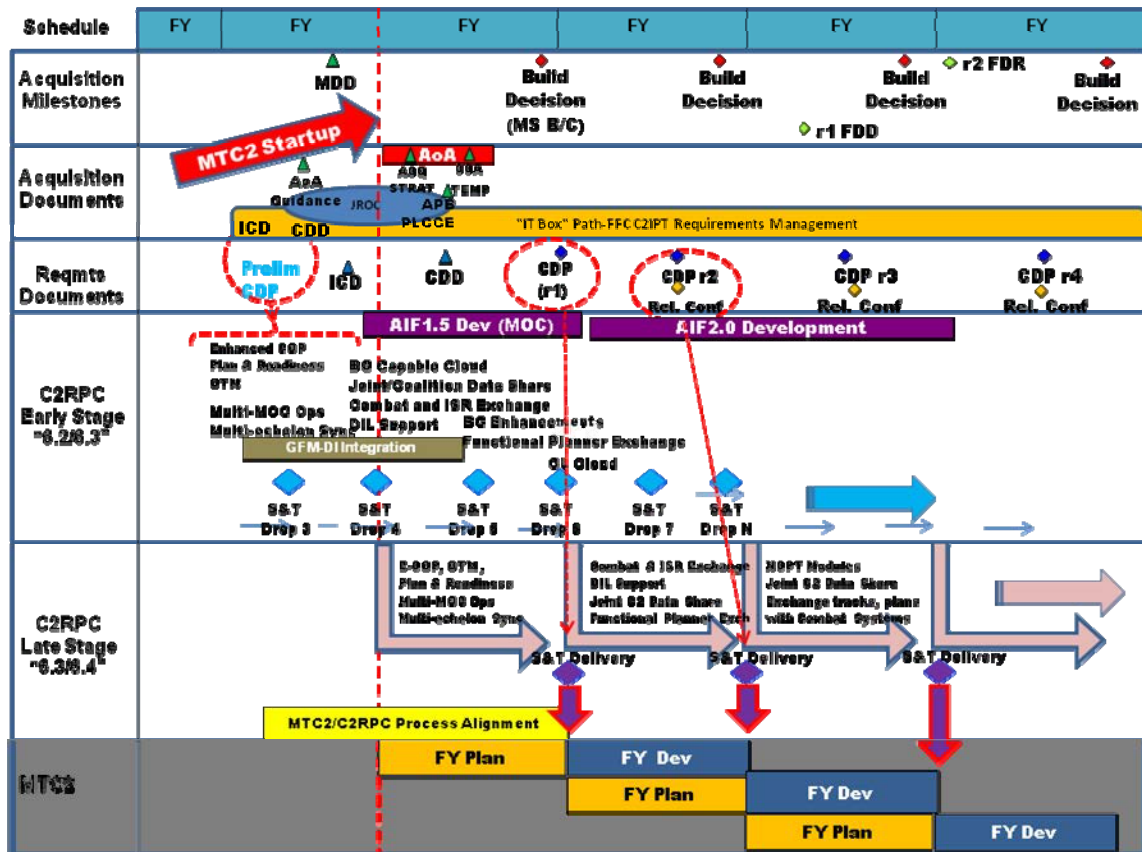 Schedule
FY
FY
FY
FY
FY
FY
Acquisition
Milestones
MDD
Build
Decision
(MS B/C)
Build
Decision
Build
Decision
r2 FDR
Build
Decision
r1 FDD
MTC2 Startup
Acquisition
Documents
AoA
AoA
Guidance
JROC
STRAT
TEMP
APB
PLCCE
ICD
CDD
"IT Box" Path-FFC C2IPT Requirements Management
Reqmts
Documents
Prelim
CDP
ICD
CDD
CDP
(r1)
CDP r2
Rel. Conf
CDP r3
Rel. Conf
CDP r4
Rel. Conf
AIF1.5 Dev (MOC)
AIF2.0 Development
C2RPC
Early Stage
"6.2/6.3"
Enhanced COP
Plan & Readiness
OTM
Multi-MOC Ops
Multi-echelon Sync
BC Capable Cloud
Joint/Coalition Data Share
Combat and ISR Exchange
DIL Support
BC Enhancements
Functional Planner Exchange
Cloud
GFM-DI Integration
S&T
Drop 3
S&T
Drop 4
S&T
Drop 5
S&T
Drop 6
S&T
Drop 7
S&T
Drop N
C2RPC
Late Stage
"6.3/6.4"
E-COP, OTM,
Plan & Readiness
Multi-MOC Ops
Multi-echelon Sync
Combat & ISR Exchange
DIL Support
Joint C2 Data Share
Functional Planner Exch
Nodules
Joint C2 Data Share
Exchange tracks, plans
with Combat Systems
S&T Delivery
S&T Delivery
S&T Delivery
MTC2/C2RPC Process Alignment
MTC2
FY Plan
FY Dev
FY Plan
FY Dev
FY Plan
FY Dev